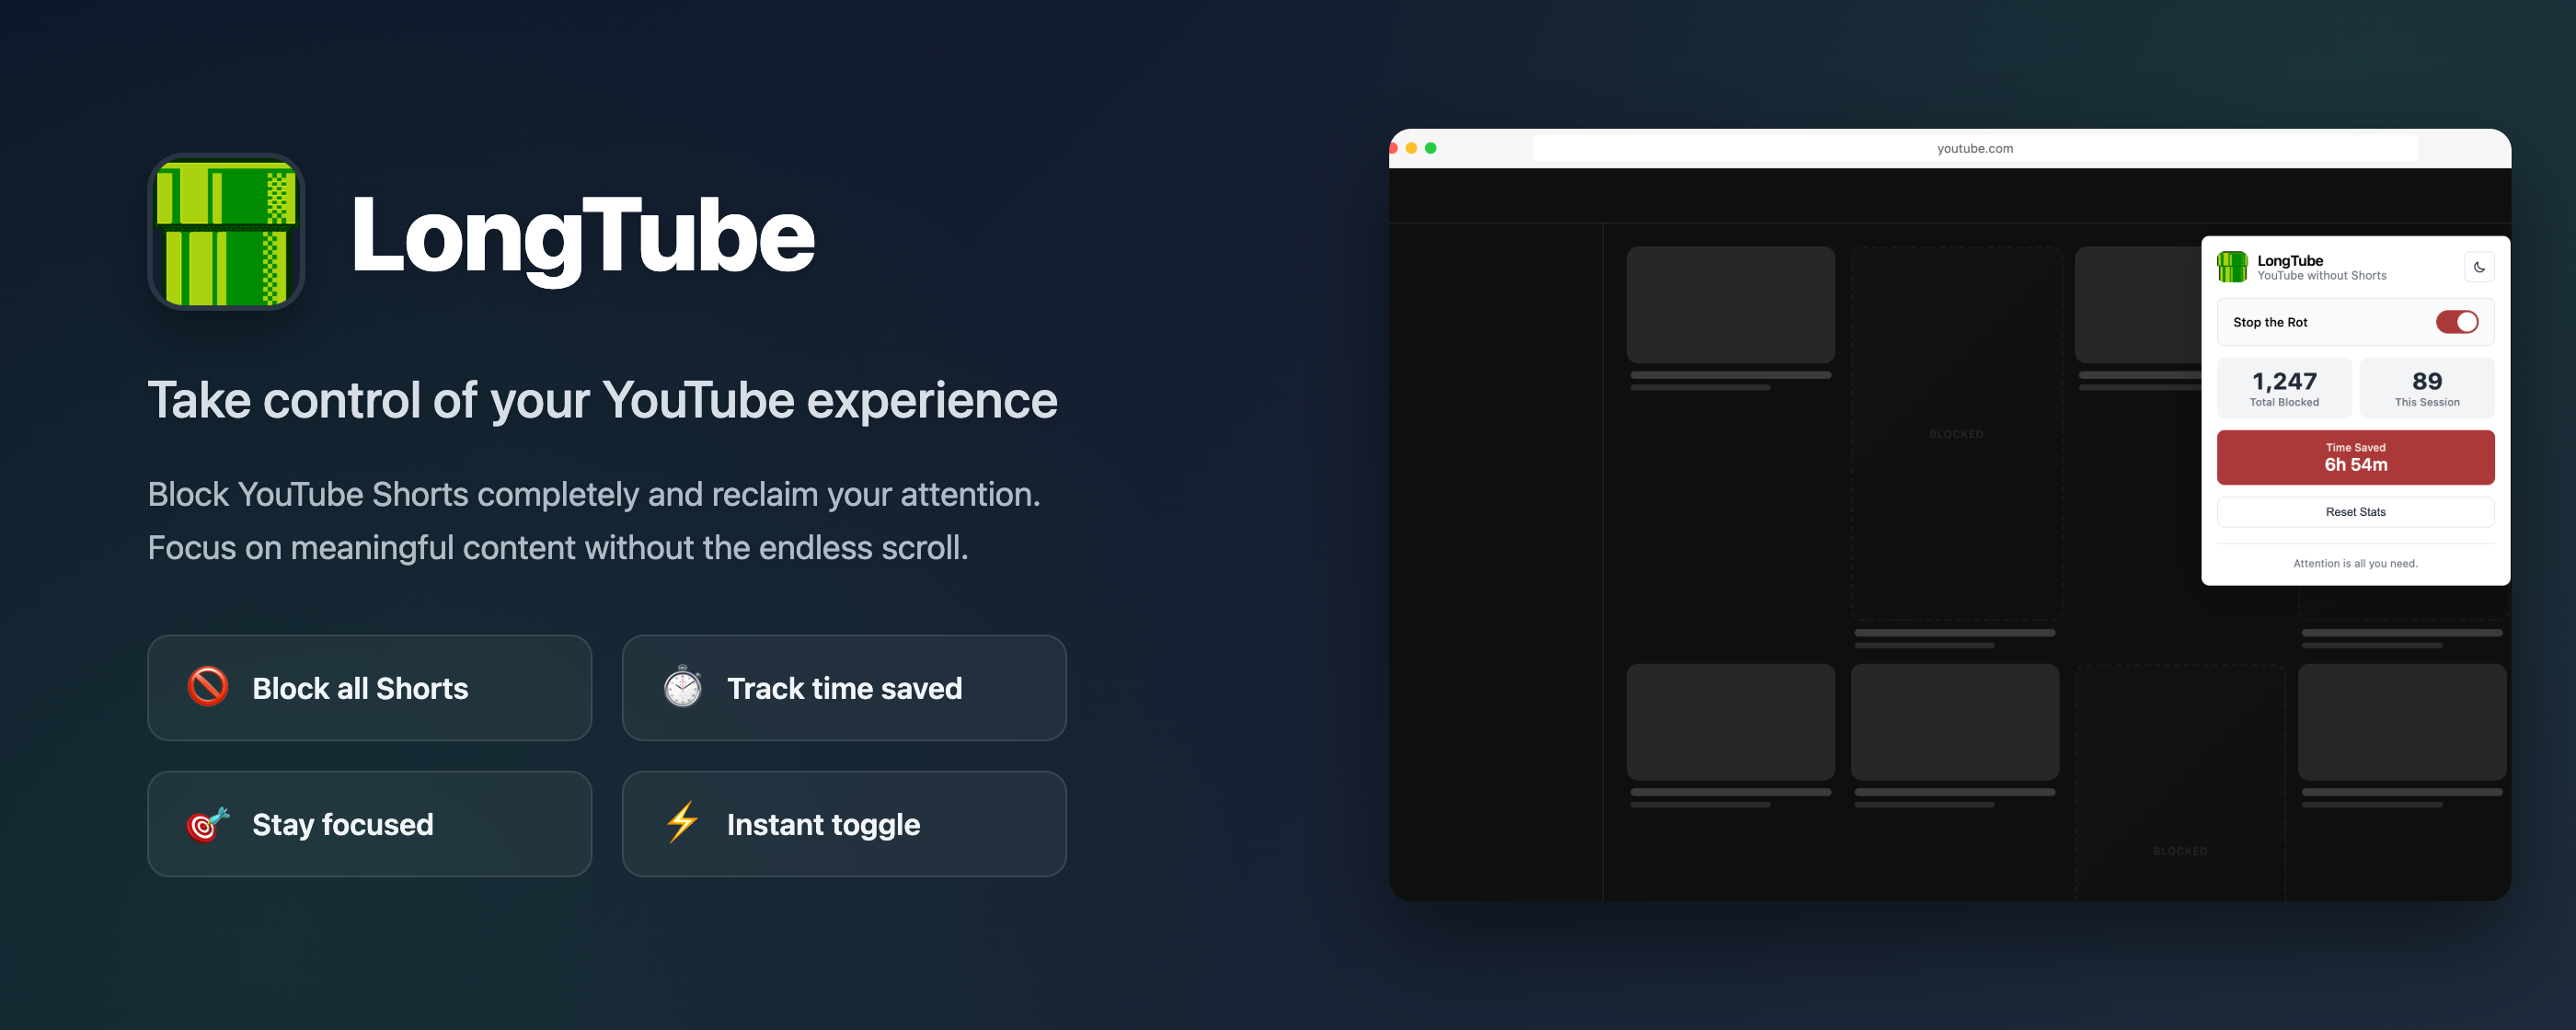 LongTube
Take control of your YouTube experience
Block YouTube Shorts completely and reclaim your attention.
Focus on meaningful content without the endless scroll.
Block all Shorts
Track time saved
Stay focused
Instant toggle
youtube.com
BLOCKED
LongTube
YouTube without Shorts
Stop the Rot
1,247
Total Blocked
89
This Session
Time Saved
6h 54m
Reset Stats
Attention is all you need.
BLOCKED